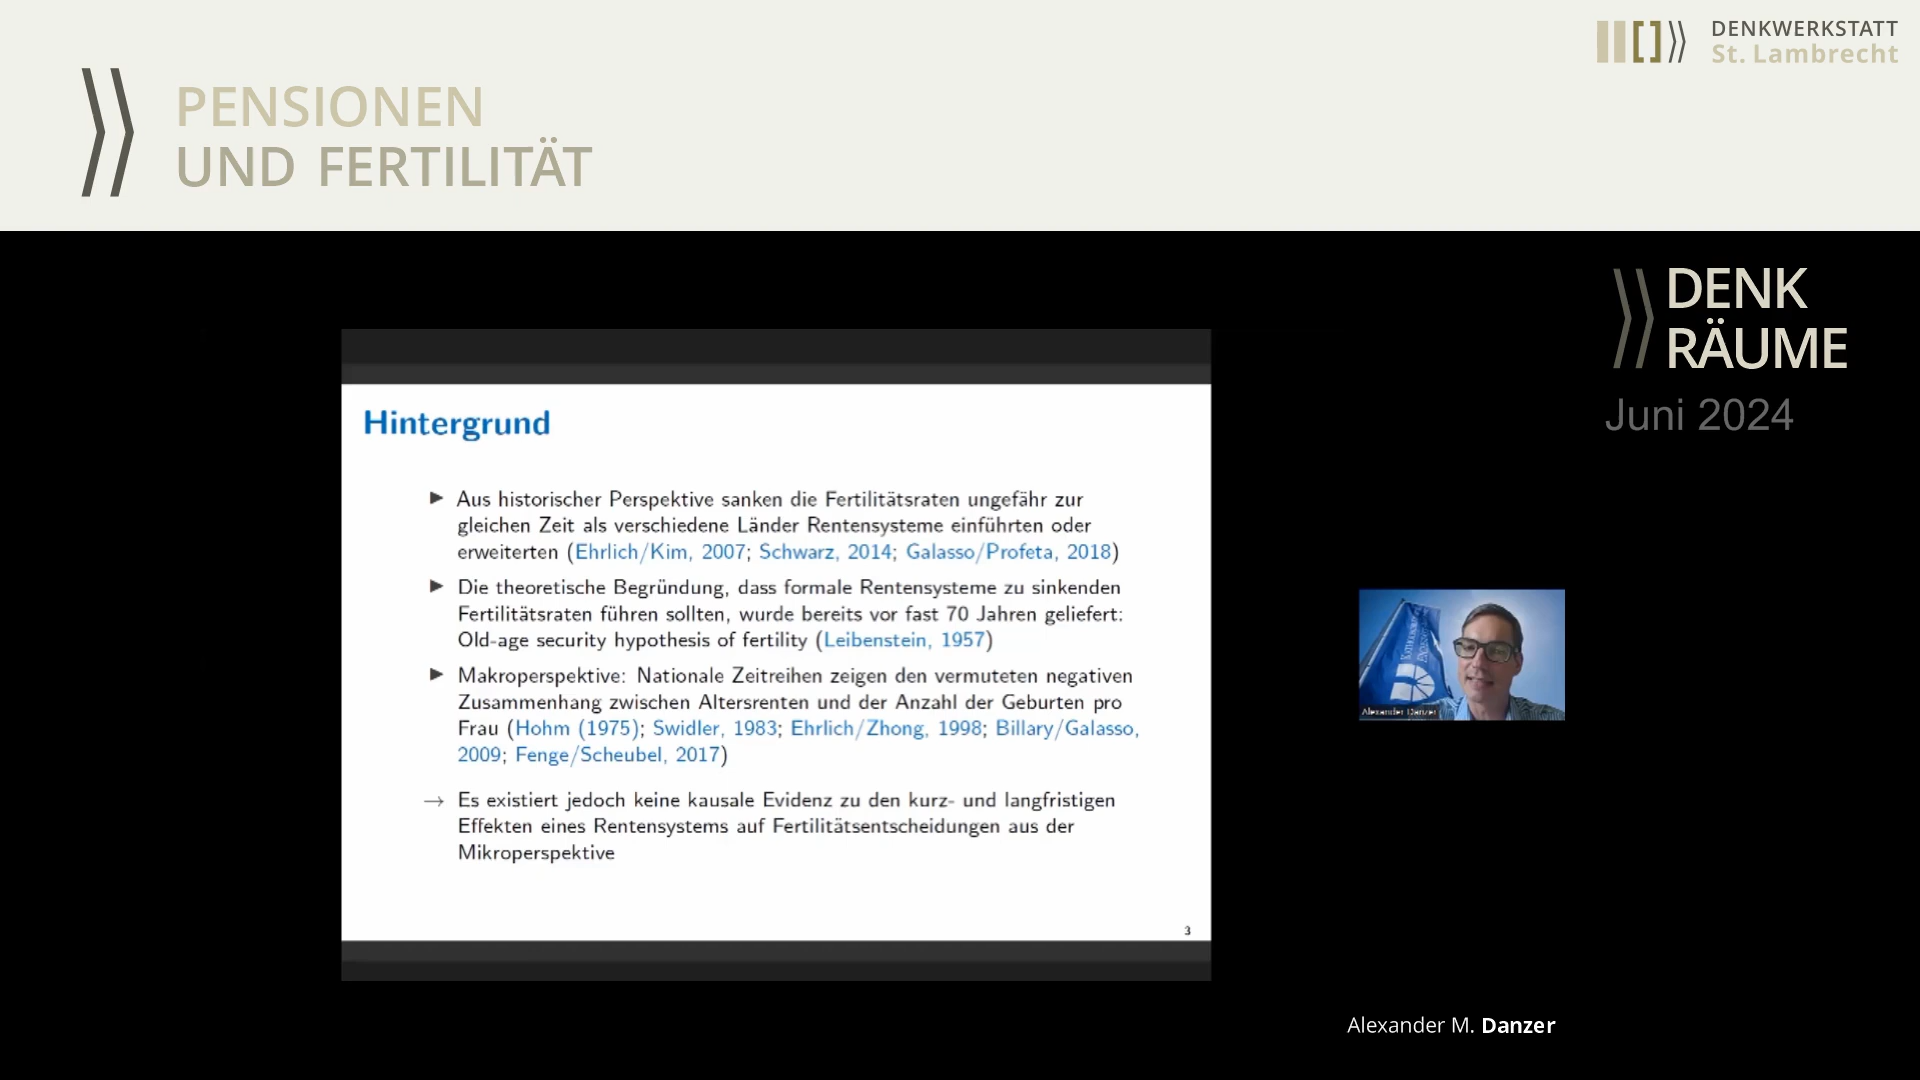 DENKWERKSTATT
St. Lambrecht
PENSIONEN
UND FERTILITÄT
DENK
RÄUME
Juni 2024
Hintergrund
▶ Aus historischer Perspektive sanken die Fertilitätsraten ungefähr zur
gleichen Zeit als verschiedene Länder Rentensysteme einführten oder
erweiterten (Ehrlich/Kim, 2007; Schwarz, 2014; Galasso/Profeta, 2018)
▶ Die theoretische Begründung, dass formale Rentensysteme zu sinkenden
Fertilitätsraten führen sollten, wurde bereits vor fast 70 Jahren geliefert:
Old-age security hypothesis of fertility (Leibenstein, 1957)
▶ Makroperspektive: Nationale Zeitreihen zeigen den vermuteten negativen
Zusammenhang zwischen Altersrenten und der Anzahl der Geburten pro
Frau (Hohm (1975); Swidler, 1983; Ehrlich/Zhong, 1998; Billary/Galasso,
2009; Fenge/Scheubel, 2017)
→ Es existiert jedoch keine kausale Evidenz zu den kurz- und langfristigen
Effekten eines Rentensystems auf Fertilitätsentscheidungen aus der
Mikroperspektive
3
Alexander Danzer
Alexander M. Danzer